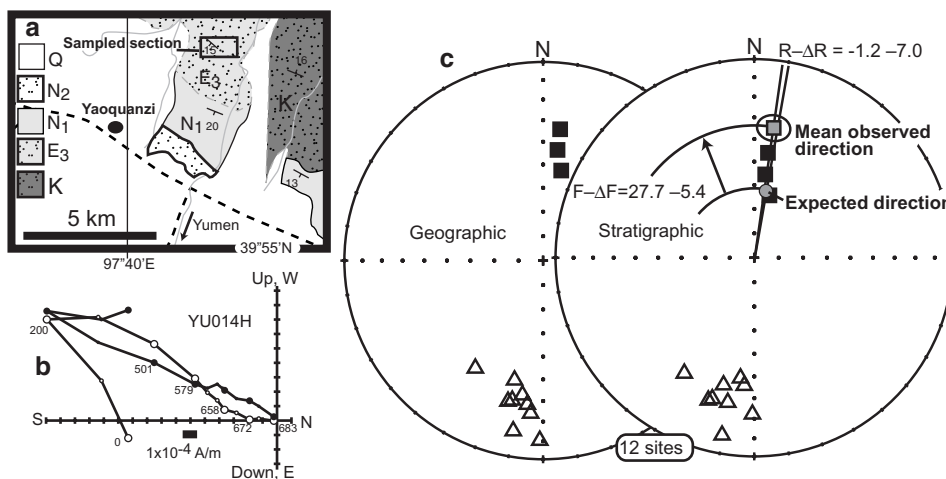 a
Q
N2
N1
E3
K
Sampled section
15
16
E3
K
Yaoquanzi
N1
20
13
5 km
Yumen
39"55'N
97"40'E
b
Up, W
YU014H
200
501
579
658
672
683
S
N
0
1x10-4 A/m
Down, E
c
N
Geographic
N
R–ΔR = -1.2 –7.0
Mean observed
direction
F–ΔF=27.7 –5.4
Expected direction
Stratigraphic
12 sites